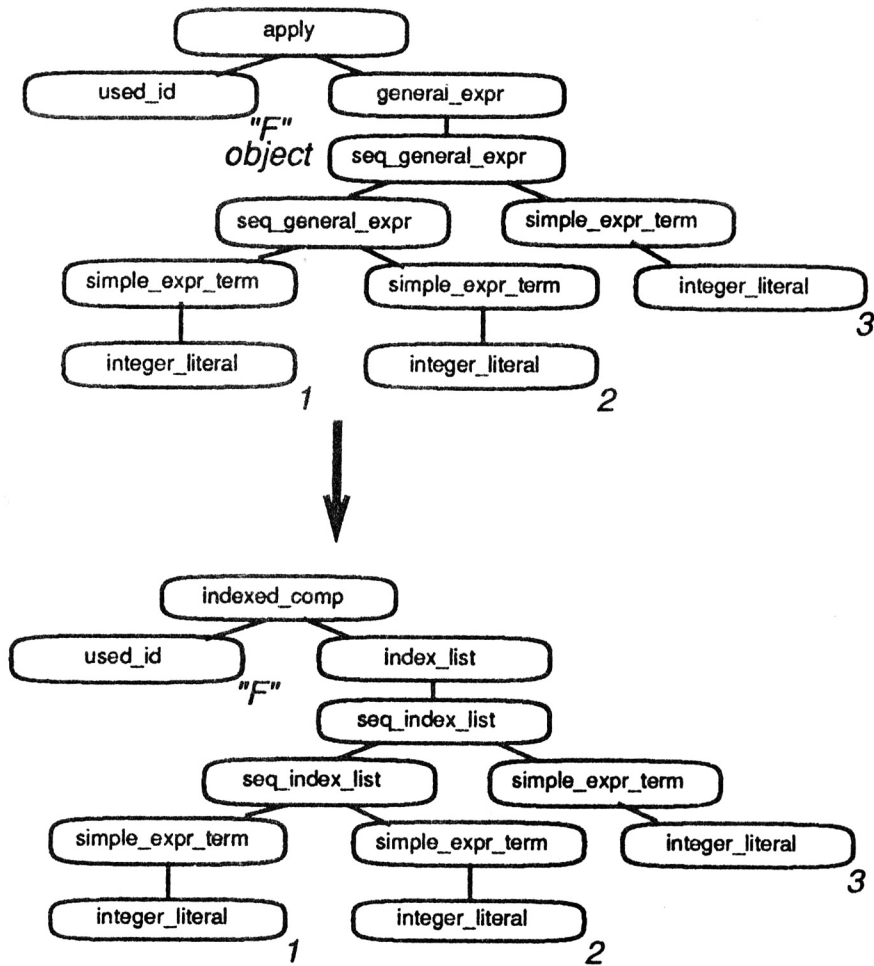 apply
used_id generai_expr
"F"
object seq_general_expr
seq_general_expr simple_expr_term
simple_expr_term simple_expr_term integer_literal
3
integer_literal integer_literal
1 2
indexed_comp
used_id index_list
"F"
seq_index_list
seq_index_list simple_expr_term
simple_expr_term simple_expr_term integer_literal
3
integer_literal integer_literal
1 2